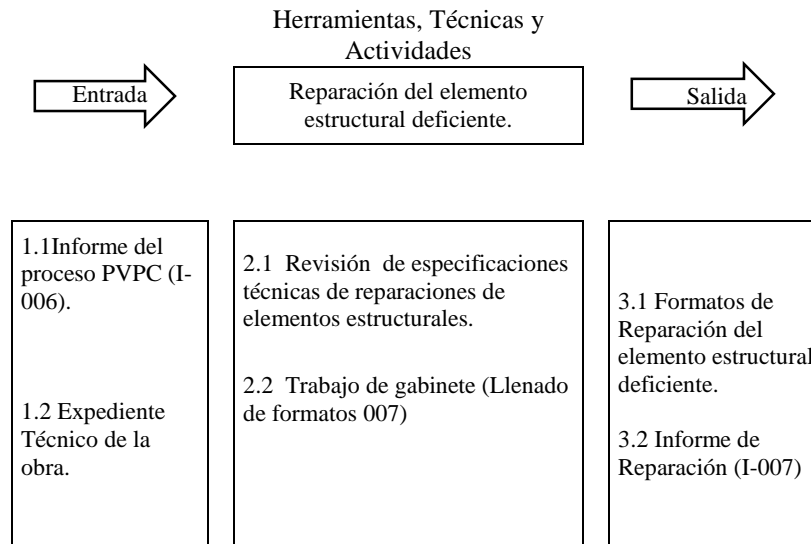 Herramientas, Técnicas y
Actividades
Entrada
Reparación del elemento
estructural deficiente.
Salida
1.1Informe del
proceso PVPC (I-
006).
1.2 Expediente
Técnico de la
obra.
2.1 Revisión de especificaciones
técnicas de reparaciones de
elementos estructurales.
2.2 Trabajo de gabinete (Llenado
de formatos 007)
3.1 Formatos de
Reparación del
elemento estructural
deficiente.
3.2 Informe de
Reparación (I-007)